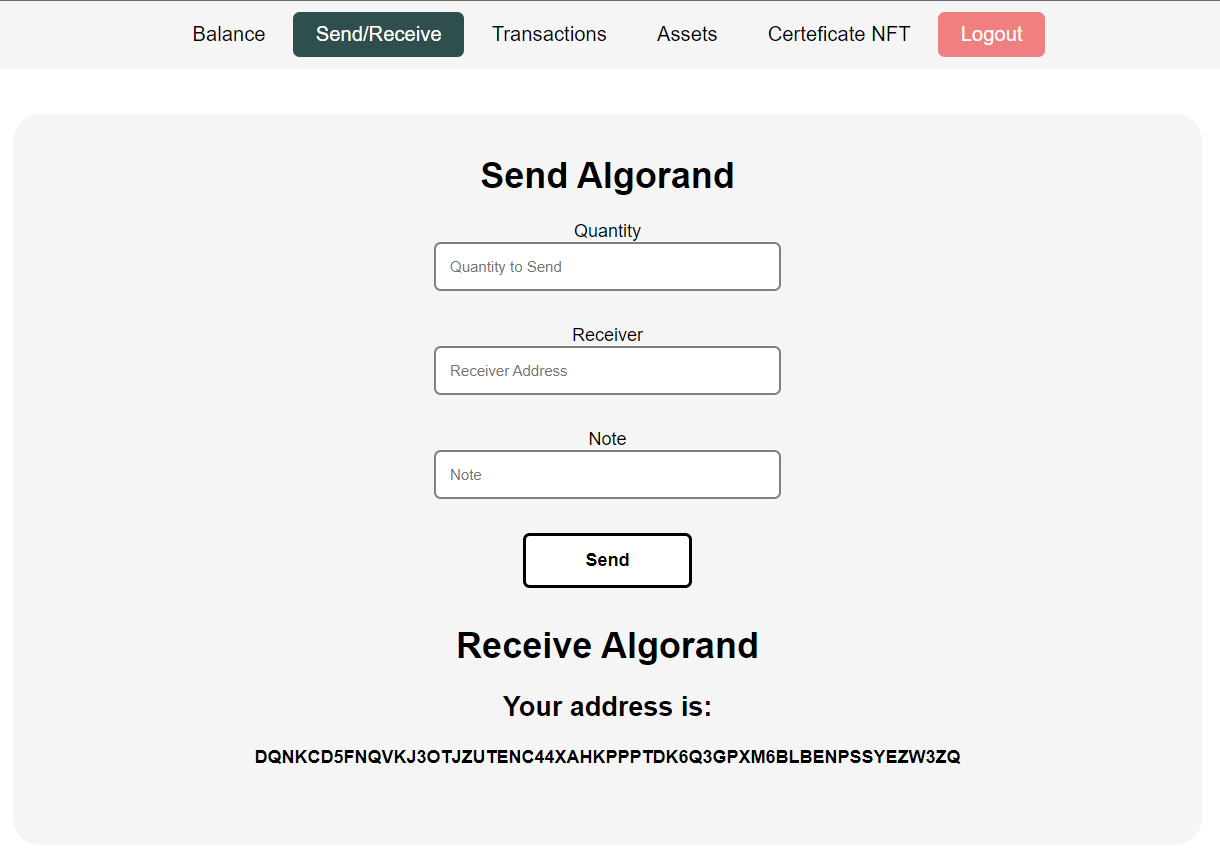 Balance Send/Receive Transactions Assets Certeficate NFT Logout
Send Algorand
Quantity
Quantity to Send
Receiver
Receiver Address
Note
Note
Send
Receive Algorand
Your address is:
DQNKCD5FNQVKJ3OTJZUTENC44XAHKPPPTDK6Q3GPXM6BLBENPSSYEZW3ZQ